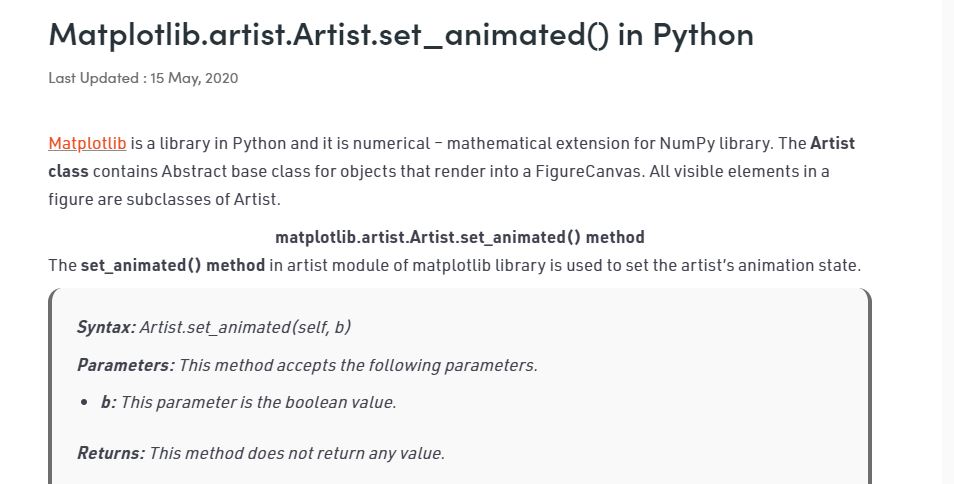 Matplotlib.artist.Artist.set_animated() in Python
Last Updated : 15 May, 2020
Matplotlib is a library in Python and it is numerical – mathematical extension for NumPy library. The Artist
class contains Abstract base class for objects that render into a FigureCanvas. All visible elements in a
figure are subclasses of Artist.
matplotlib.artist.Artist.set_animated() method
The set_animated() method in artist module of matplotlib library is used to set the artist's animation state.
Syntax: Artist.set_animated(self, b)
Parameters: This method accepts the following parameters.
• b: This parameter is the boolean value.
Returns: This method does not return any value.